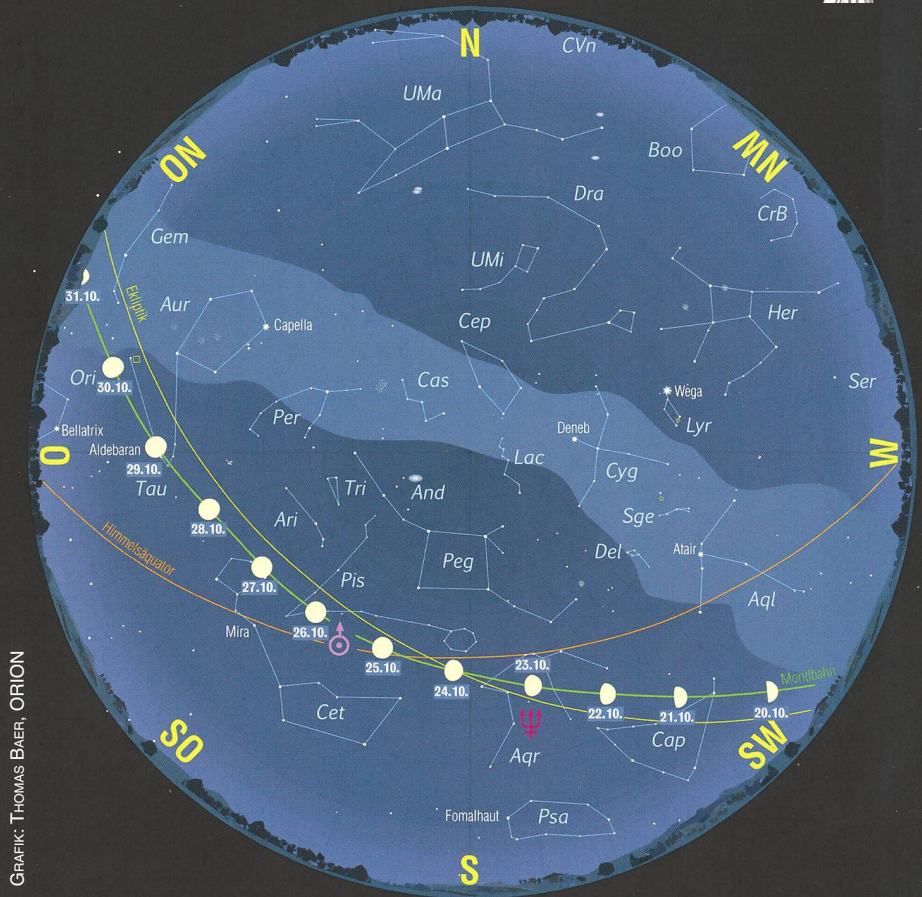 N
CVn
UMa
NO
NW
Boo
Dra
CrB
Gem
UMi
31.10.
Ekliptik
Aur
Capella
Cep
Her
30.10.
Ori
Cas
Wega
Ser
Per
Lyr
Bellatrix
Deneb
O
Aldebaran
W
29.10.
Lac
Cyg
Tau
Tri
And
28.10.
Ari
Sge
Himmelsäquator
Del
Atair
Peg
27.10.
Pis
Aql
Mira
26.10.
25.10.
23.10.
24.10.
Mondbahn
22.10.
21.10.
20.10.
Cet
Aqr
Cap
SO
SW
Fomalhaut
Psa
S
GRAFIK: THOMAS BAER, ORION